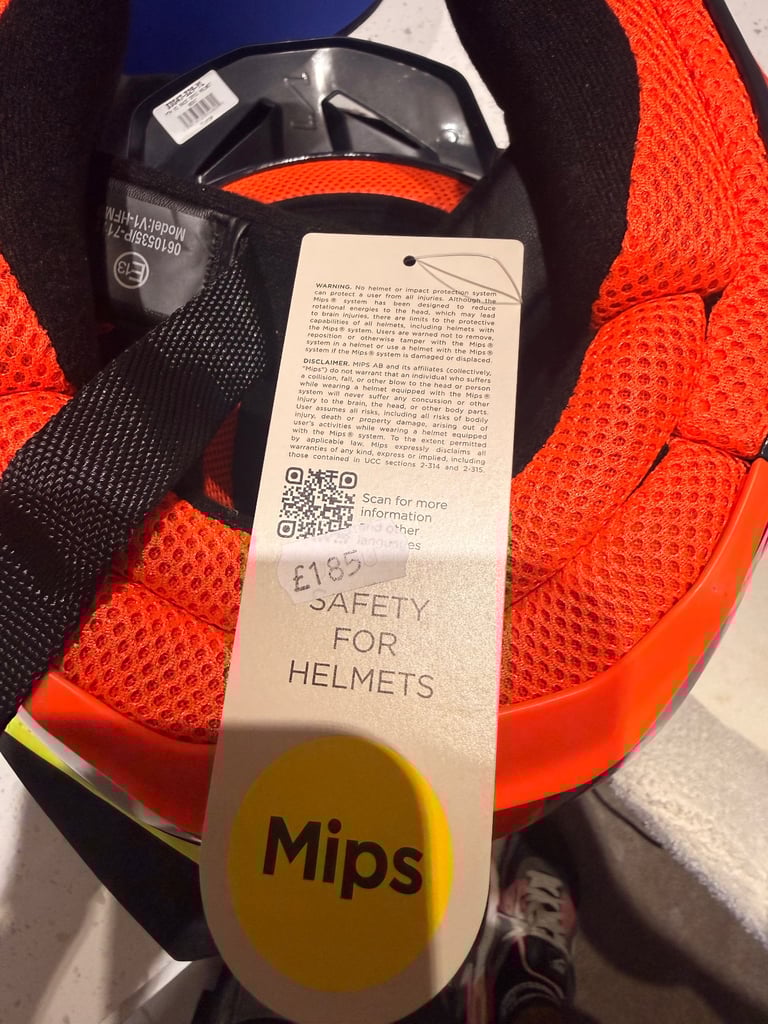 0610535/P-71
Model:V1-HFM
E13
WARNING. No helmet or impact protection system
can protect a user from all injuries. Although the
Mips® system has been designed to reduce
rotational energies to the head, which may lead
to brain injuries, there are limits to the protective
capabilities of all helmets, including helmets with
the Mips® system. Users are warned not to remove,
reposition or otherwise tamper with the Mips®
system in a helmet or use a helmet with the Mips®
system if the Mips® system is damaged or displaced.
DISCLAIMER. MIPS AB and its affiliates (collectively,
"Mips") do not warrant that an individual who suffers
a collision, fall, or other blow to the head or person
while wearing a helmet equipped with the Mips®
system will never suffer any concussion or other
injury to the brain, the head, or other body parts.
User assumes all risks, including all risks of bodily
injury, death or property damage, arising out of
user's activities while wearing a helmet equipped
with the Mips® system. To the extent permitted
by applicable law, Mips expressly disclaims all
warranties of any kind, express or implied, including
those contained in UCC sections 2-314 and 2-315.
Scan for more
information
and other
languages
£185
SAFETY
FOR
HELMETS
Mips